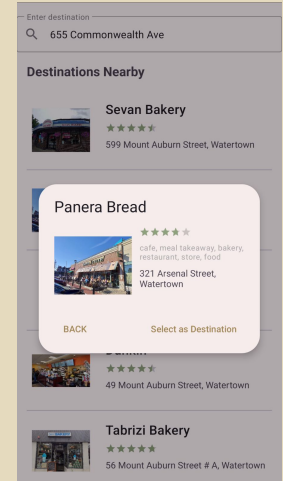 Enter destination
655 Commonwealth Ave
Destinations Nearby
Sevan Bakery
599 Mount Auburn Street, Watertown
Panera Bread
cafe, meal takeaway, bakery,
restaurant, store, food
321 Arsenal Street,
Watertown
BACK Select as Destination
Dunkin'
49 Mount Auburn Street, Watertown
Tabrizi Bakery
56 Mount Auburn Street # A, Watertown